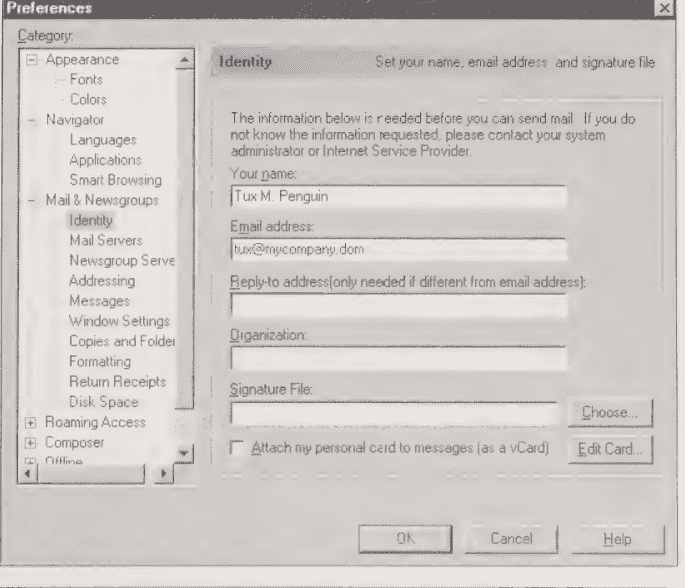 Preferences
Category:
Appearance
Fonts
Colors
Navigator
Languages
Applications
Smart Browsing
Mail & Newsgroups
Identity
Mail Servers
Newsgroup Serve
Addressing
Messages
Window Settings
Copies and Folder
Formatting
Return Receipts
Disk Space
Roaming Access
Composer
Offline
Identity
Set your name, email address and signature file
The information below is needed before you can send mail. If you do
not know the information requested, please contact your system
administrator or Internet Service Provider.
Your name:
Tux M. Penguin
Email address:
tux@mycompany.dom
Reply-to address(only needed if different from email address):
Organization:
Signature File:
Choose...
Attach my personal card to messages (as a vCard)
Edit Card...
OK
Cancel
Help